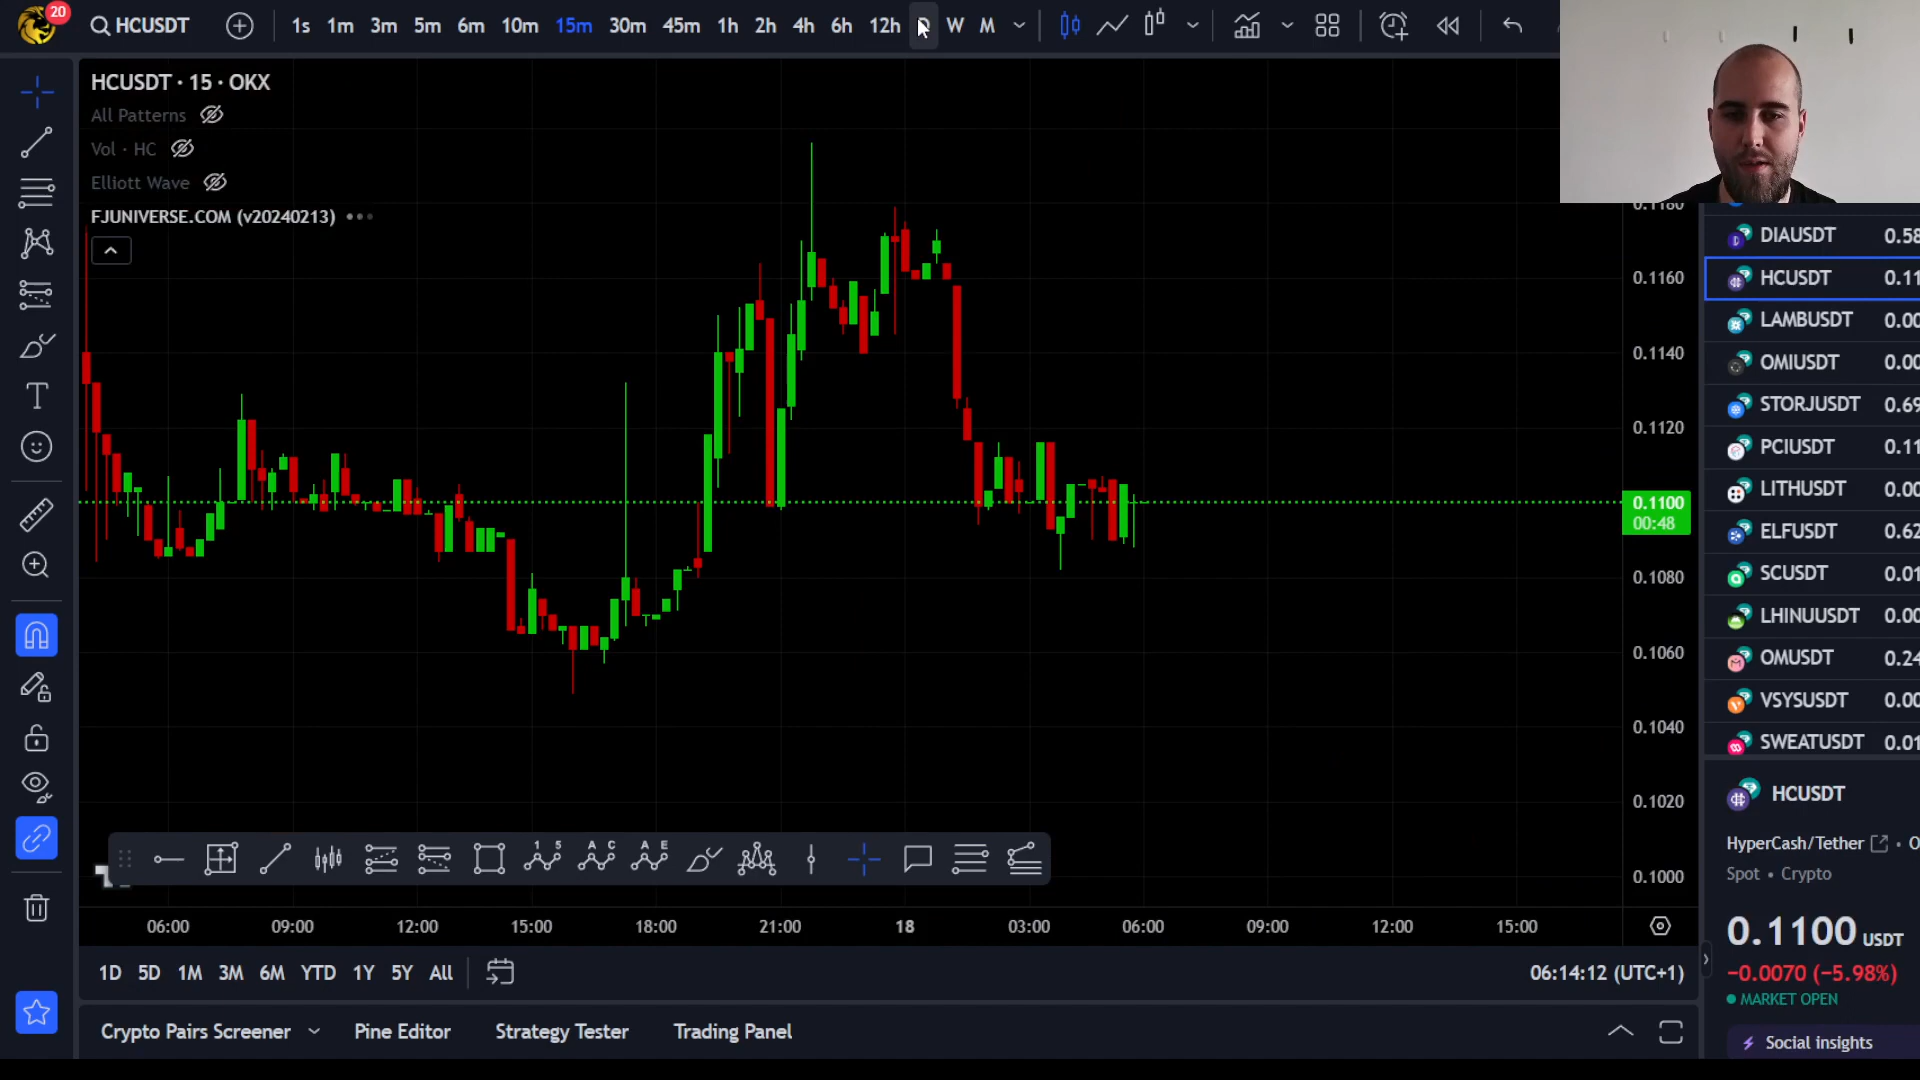 20
HCUSDT
1s 1m 3m 5m 6m 10m 15m 30m 45m 1h 2h 4h 6h 12h D W M
HCUSDT · 15 · OKX
All Patterns
Vol · HC
Elliott Wave
FJUNIVERSE.COM (v20240213)
0.1180
0.1160
0.1140
0.1120
0.1100
00:48
0.1080
0.1060
0.1040
0.1020
0.1000
DIAUSDT 0.58
HCUSDT 0.11
LAMBUSDT 0.00
OMIUSDT 0.00
STORJUSDT 0.69
PCIUSDT 0.11
LITHUSDT 0.00
ELFUSDT 0.62
SCUSDT 0.01
LHINUUSDT 0.00
OMUSDT 0.24
VSYSUSDT 0.00
SWEATUSDT 0.01
HCUSDT
HyperCash/Tether • O
Spot • Crypto
0.1100 USDT
−0.0070 (−5.98%)
MARKET OPEN
Social insights
1 5
A C
A E
06:00 09:00 12:00 15:00 18:00 21:00 18 03:00 06:00 09:00 12:00 15:00
1D 5D 1M 3M 6M YTD 1Y 5Y All
06:14:12 (UTC+1)
Crypto Pairs Screener Pine Editor Strategy Tester Trading Panel